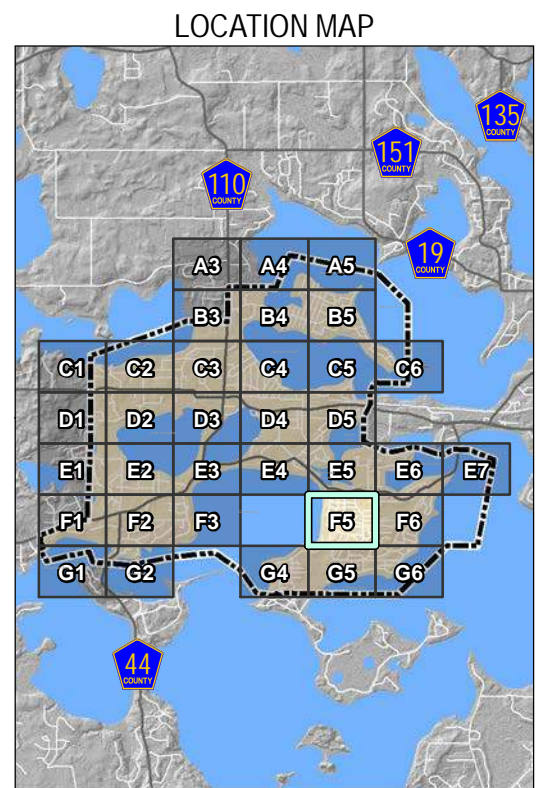 LOCATION MAP
135
COUNTY
151
COUNTY
110
COUNTY
19
COUNTY
A3 A4 A5
B3 B4 B5
C1 C2 C3 C4 C5 C6
D1 D2 D3 D4 D5
E1 E2 E3 E4 E5 E6 E7
F1 F2 F3 F5 F6
G1 G2 G4 G5 G6
44
COUNTY